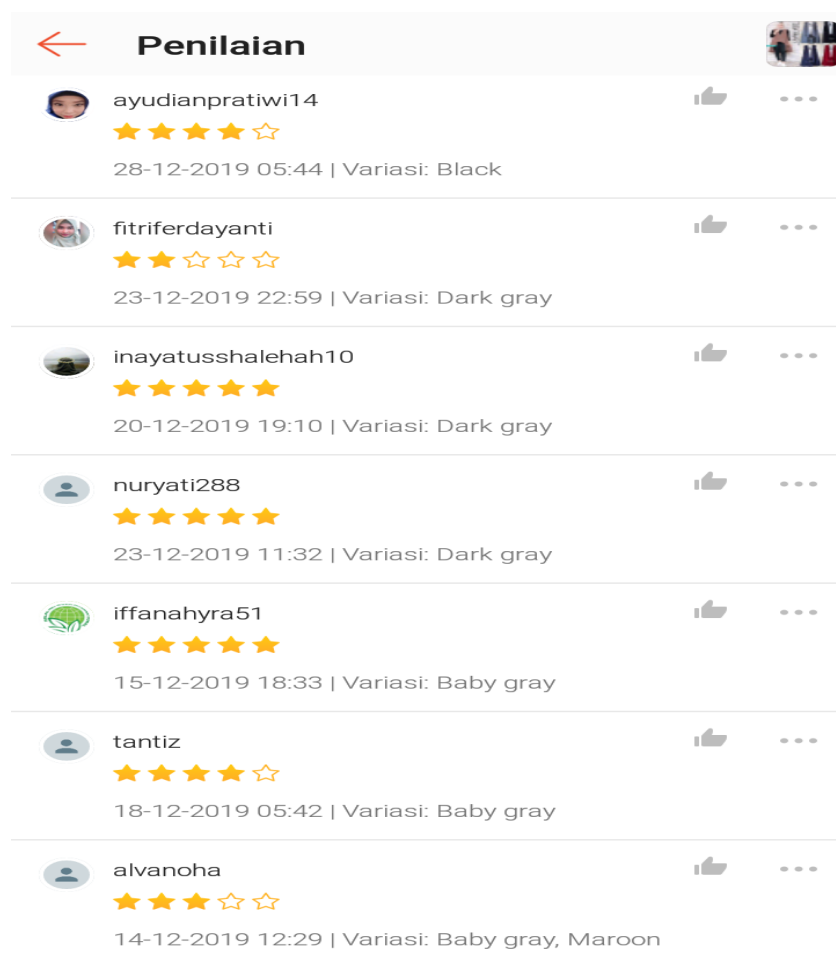 Penilaian
ayudianpratiwi14
28-12-2019 05:44 | Variasi: Black
fitriferdayanti
23-12-2019 22:59 | Variasi: Dark gray
inayatusshalehah10
20-12-2019 19:10 | Variasi: Dark gray
nuryati288
23-12-2019 11:32 | Variasi: Dark gray
iffanahyra51
15-12-2019 18:33 | Variasi: Baby gray
tantiz
18-12-2019 05:42 | Variasi: Baby gray
alvanoha
14-12-2019 12:29 | Variasi: Baby gray, Maroon